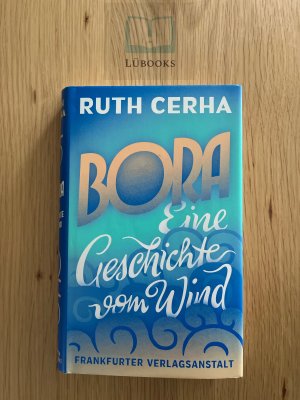 LÜBOOKS
RUTH CERHA
BORA
Eine
Geschichte
vom Wind
FRANKFURTER VERLAGSANSTALT